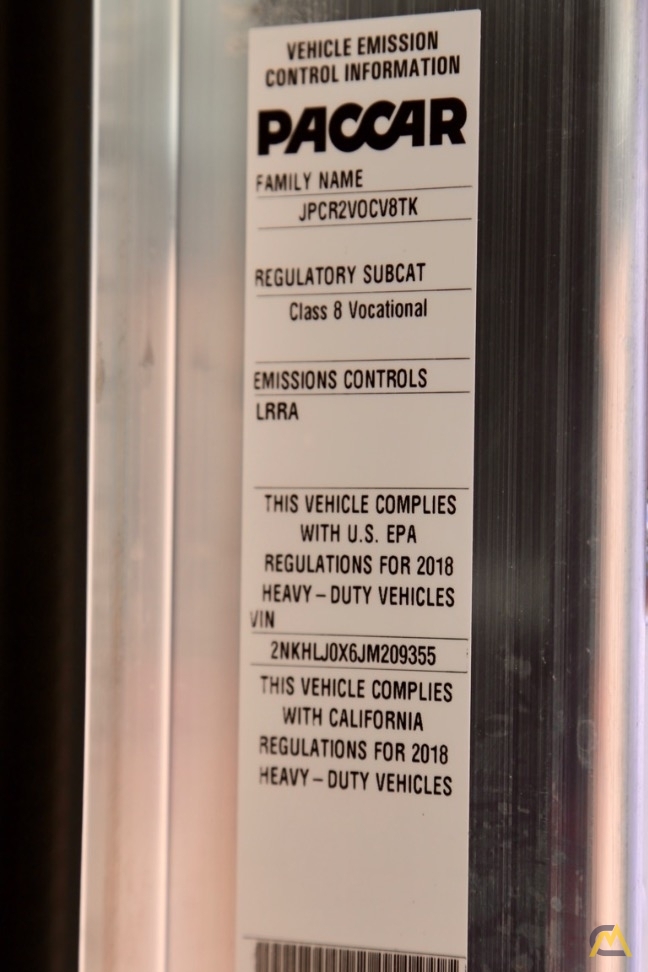 VEHICLE EMISSION
CONTROL INFORMATION
PACCAR
FAMILY NAME
JPCR2VOCV8TK
REGULATORY SUBCAT
Class 8 Vocational
EMISSIONS CONTROLS
LRRA
THIS VEHICLE COMPLIES
WITH U.S. EPA
REGULATIONS FOR 2018
HEAVY – DUTY VEHICLES
VIN
2NKHLJ0X6JM209355
THIS VEHICLE COMPLIES
WITH CALIFORNIA
REGULATIONS FOR 2018
HEAVY – DUTY VEHICLES
CM